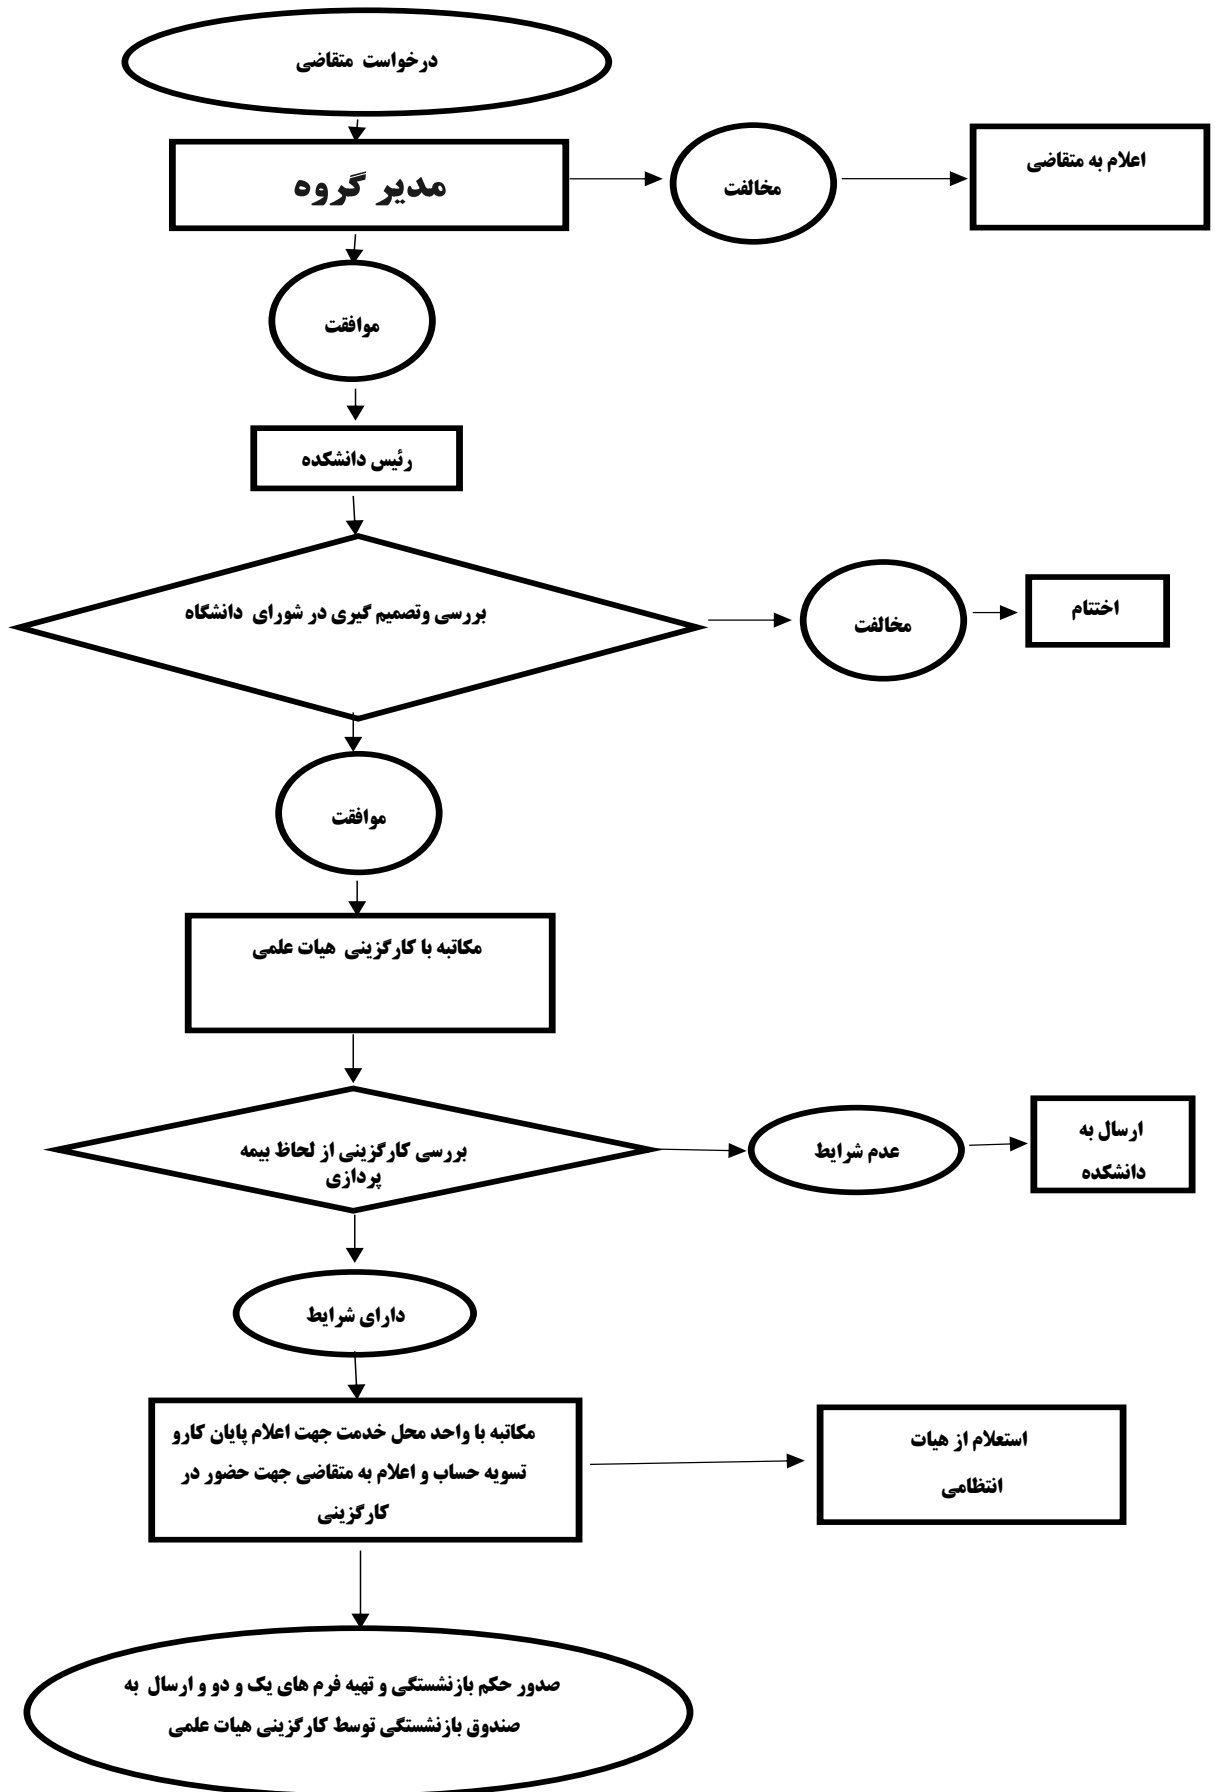 درخواست متقاضی
مدیر گروه
مخالفت
اعلام به متقاضی
موافقت
رئیس دانشکده
بررسی وتصمیم گیری در شورای دانشگاه
مخالفت
اختتام
موافقت
مکاتبه با کارگزینی هیات علمی
بررسی کارگزینی از لحاظ بیمه
پردازی
عدم شرایط
ارسال به
دانشکده
دارای شرایط
مکاتبه با واحد محل خدمت جهت اعلام پایان کارو
تسویه حساب و اعلام به متقاضی جهت حضور در
کارگزینی
استعلام از هیات
انتظامی
صدور حکم بازنشستگی و تهیه فرم های یک و دو و ارسال به
صندوق بازنشستگی توسط کارگزینی هیات علمی